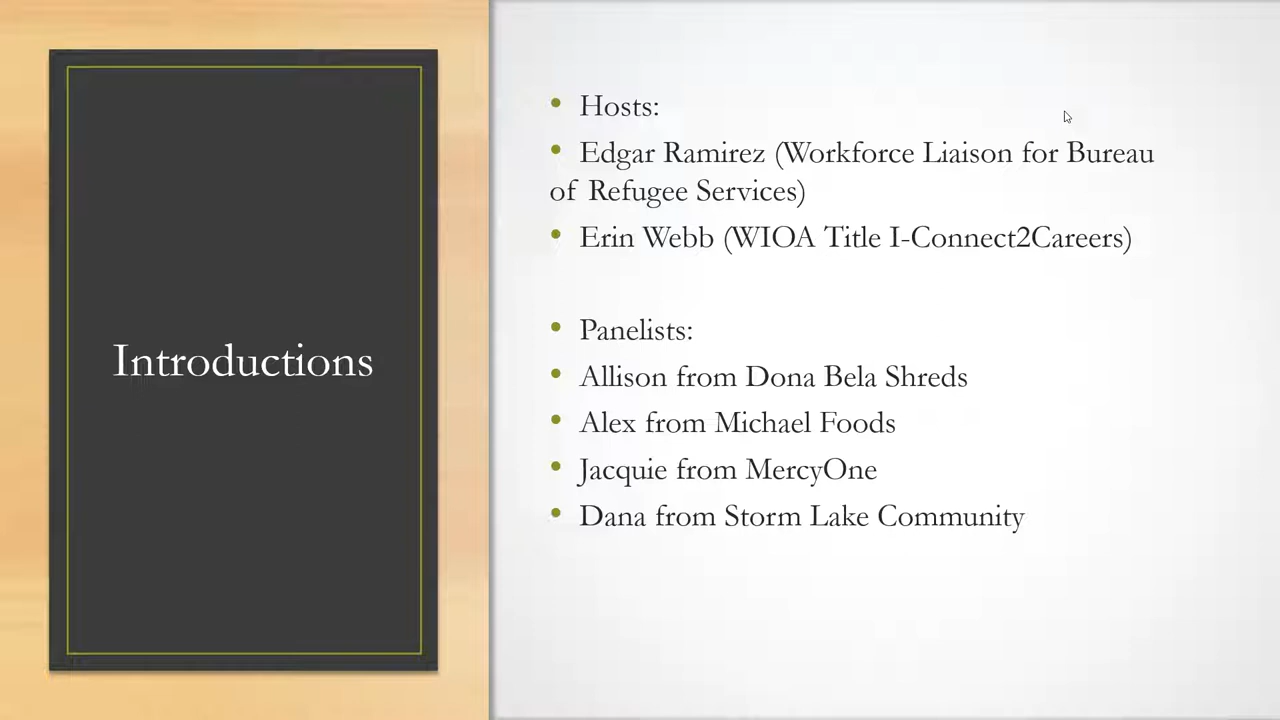 Introductions
• Hosts:
• Edgar Ramirez (Workforce Liaison for Bureau
of Refugee Services)
• Erin Webb (WIOA Title I-Connect2Careers)
• Panelists:
• Allison from Dona Bela Shreds
• Alex from Michael Foods
• Jacquie from MercyOne
• Dana from Storm Lake Community